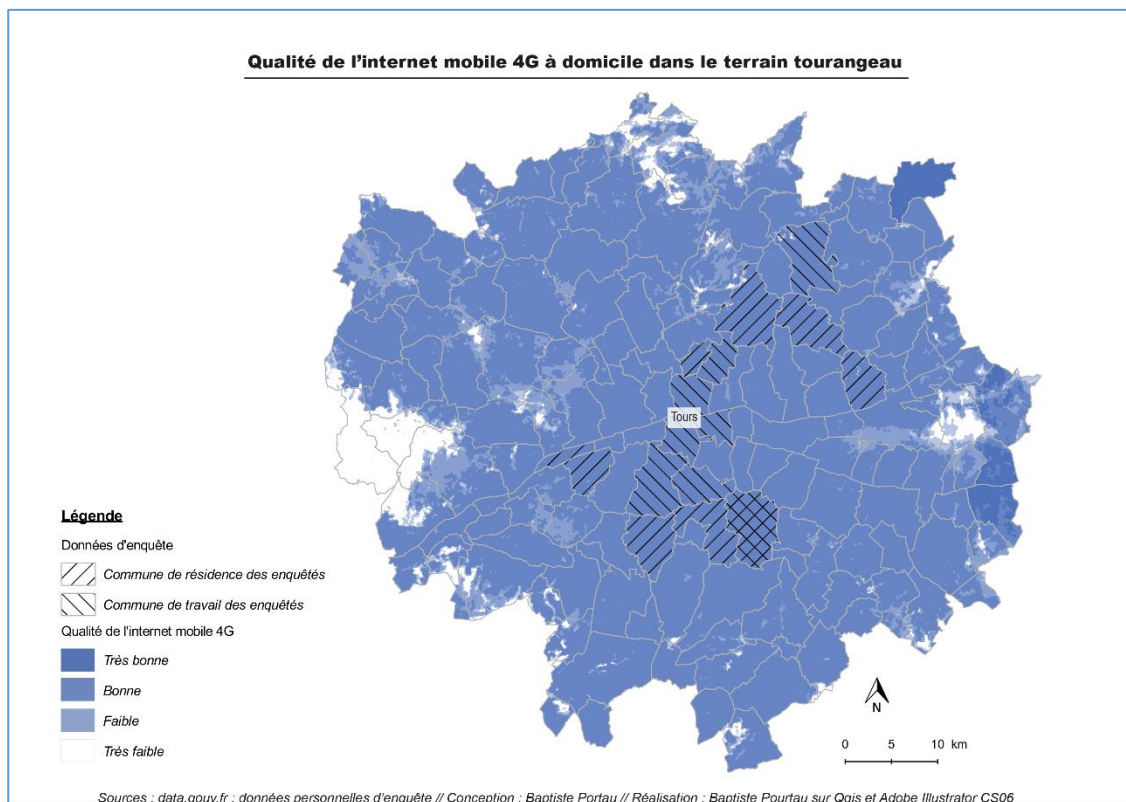 Qualité de l'internet mobile 4G à domicile dans le terrain tourangeau
Tours
Légende
Données d'enquête
Commune de résidence des enquêtés
Commune de travail des enquêtés
Qualité de l'internet mobile 4G
Très bonne
Bonne
Faible
Très faible
N
0 5 10 km
Sources : data.gouv.fr ; données personnelles d'enquête // Conception : Baptiste Portau // Réalisation : Baptiste Pourtau sur Qgis et Adobe Illustrator CS06